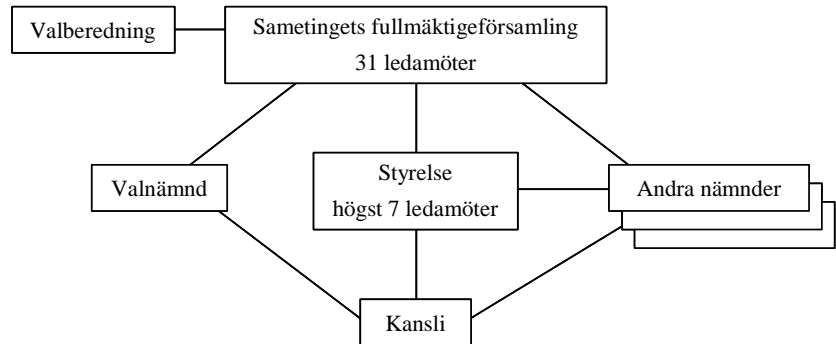 Valberedning
Sametingets fullmäktigeförsamling
31 ledamöter
Valnämnd
Styrelse
högst 7 ledamöter
Andra nämnder
Kansli